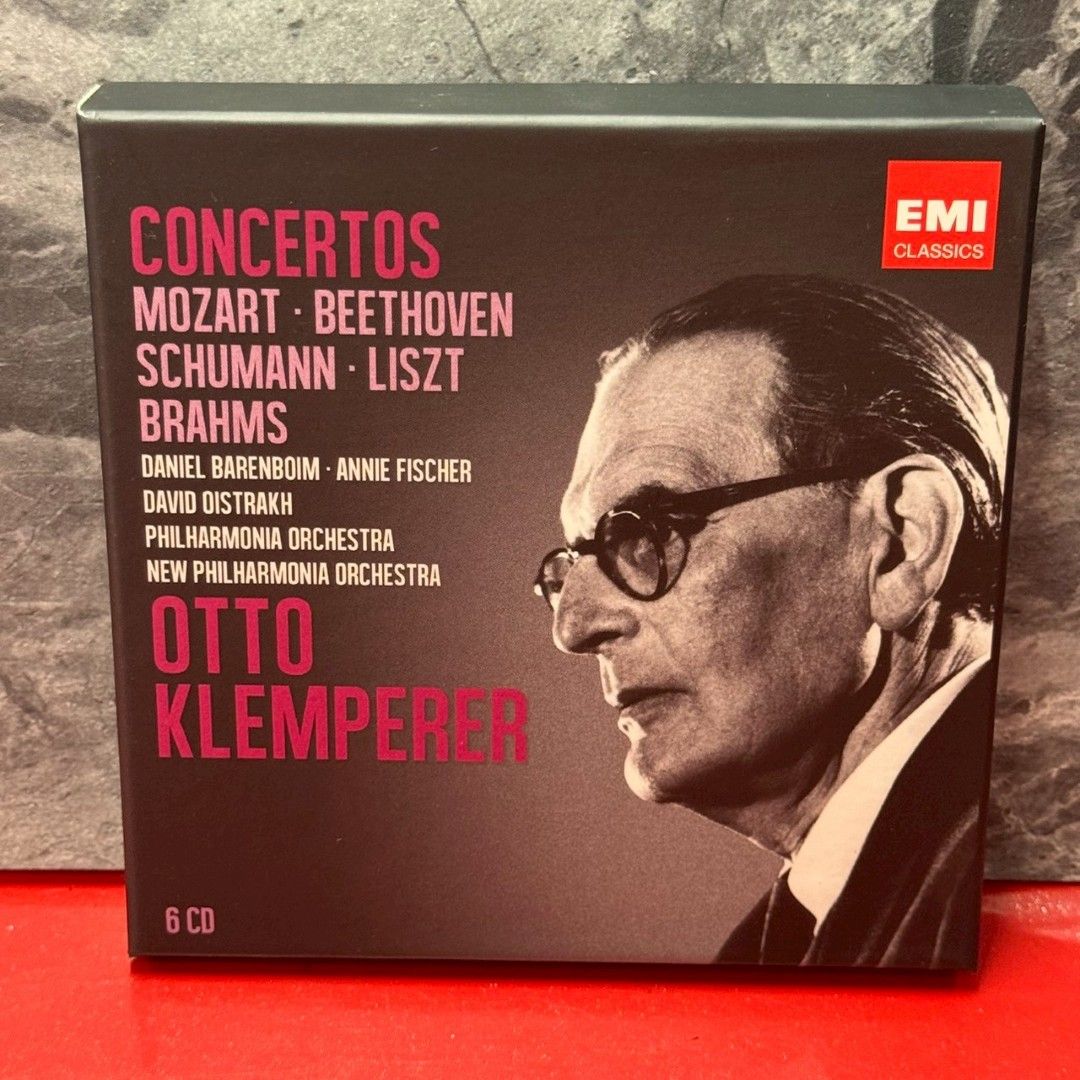 EMI
CLASSICS
CONCERTOS
MOZART · BEETHOVEN
SCHUMANN · LISZT
BRAHMS
DANIEL BARENBOIM · ANNIE FISCHER
DAVID OISTRAKH
PHILHARMONIA ORCHESTRA
NEW PHILHARMONIA ORCHESTRA
OTTO
KLEMPERER
6 CD